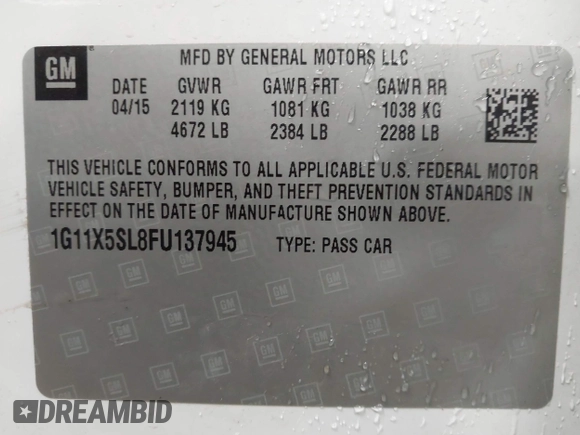 GM
MFD BY GENERAL MOTORS LLC
DATE GVWR GAWR FRT GAWR RR
04/15 2119 KG 1081 KG 1038 KG
4672 LB 2384 LB 2288 LB
THIS VEHICLE CONFORMS TO ALL APPLICABLE U.S. FEDERAL MOTOR
VEHICLE SAFETY, BUMPER, AND THEFT PREVENTION STANDARDS IN
EFFECT ON THE DATE OF MANUFACTURE SHOWN ABOVE.
1G11X5SL8FU137945 TYPE: PASS CAR
DREAMBID